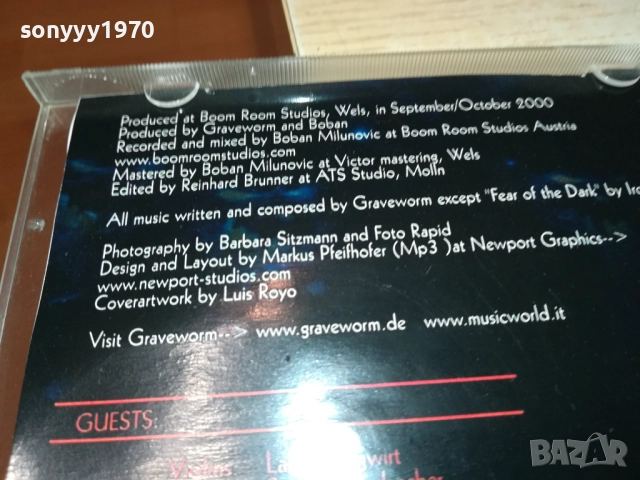 sonyyy1970
Produced at Boom Room Studios, Wels, in September/October 2000
Produced by Graveworm and Boban
Recorded and mixed by Boban Milunovic at Boom Room Studios Austria
www.boomroomstudios.com
Mastered by Boban Milunovic at Victor mastering, Wels
Edited by Reinhard Brunner at ATS Studio, Molln
All music written and composed by Graveworm except "Fear of the Dark" by
Photography by Barbara Sitzmann and Foto Rapid
Design and Layout by Markus Pfeifhofer (Mp3 )at Newport Graphics-->
www.newport-studios.com
Coverartwork by Luis Royo
Visit Graveworm--> www.graveworm.de www.musicworld.it
GUESTS:
BAZAR